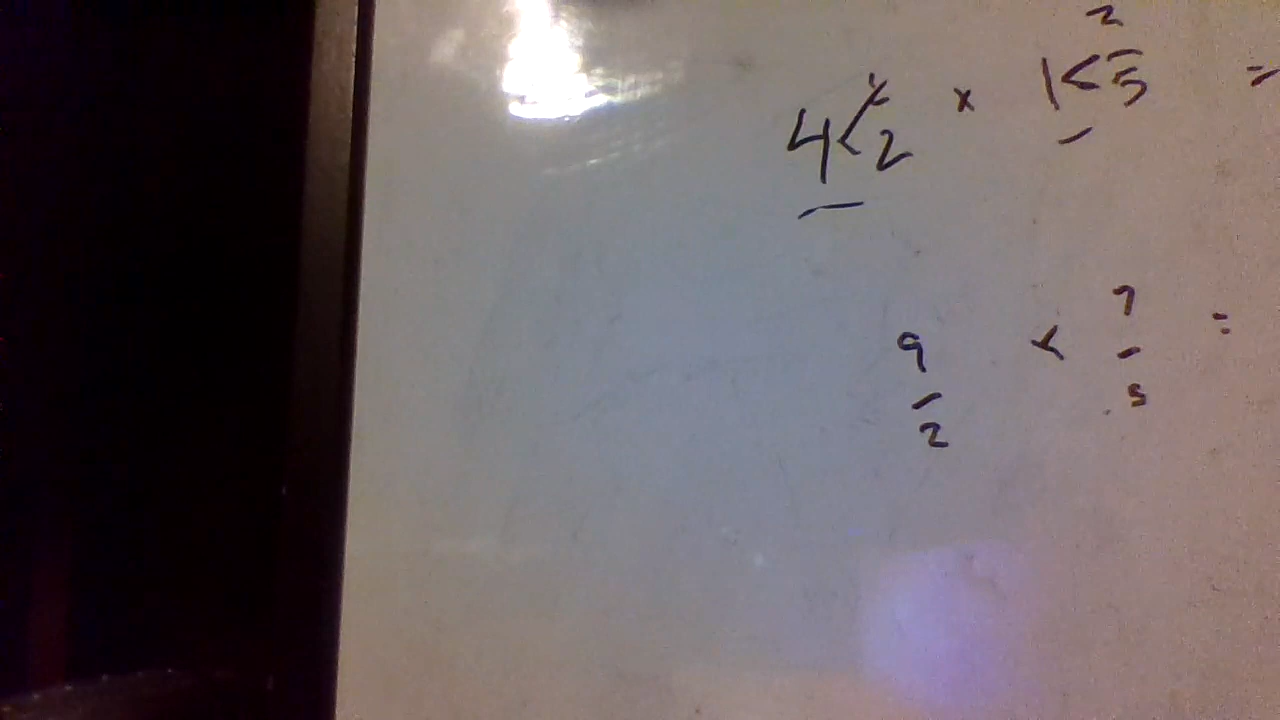 4 1/2 × 1 2/5 =
9/2 × 7/5 =